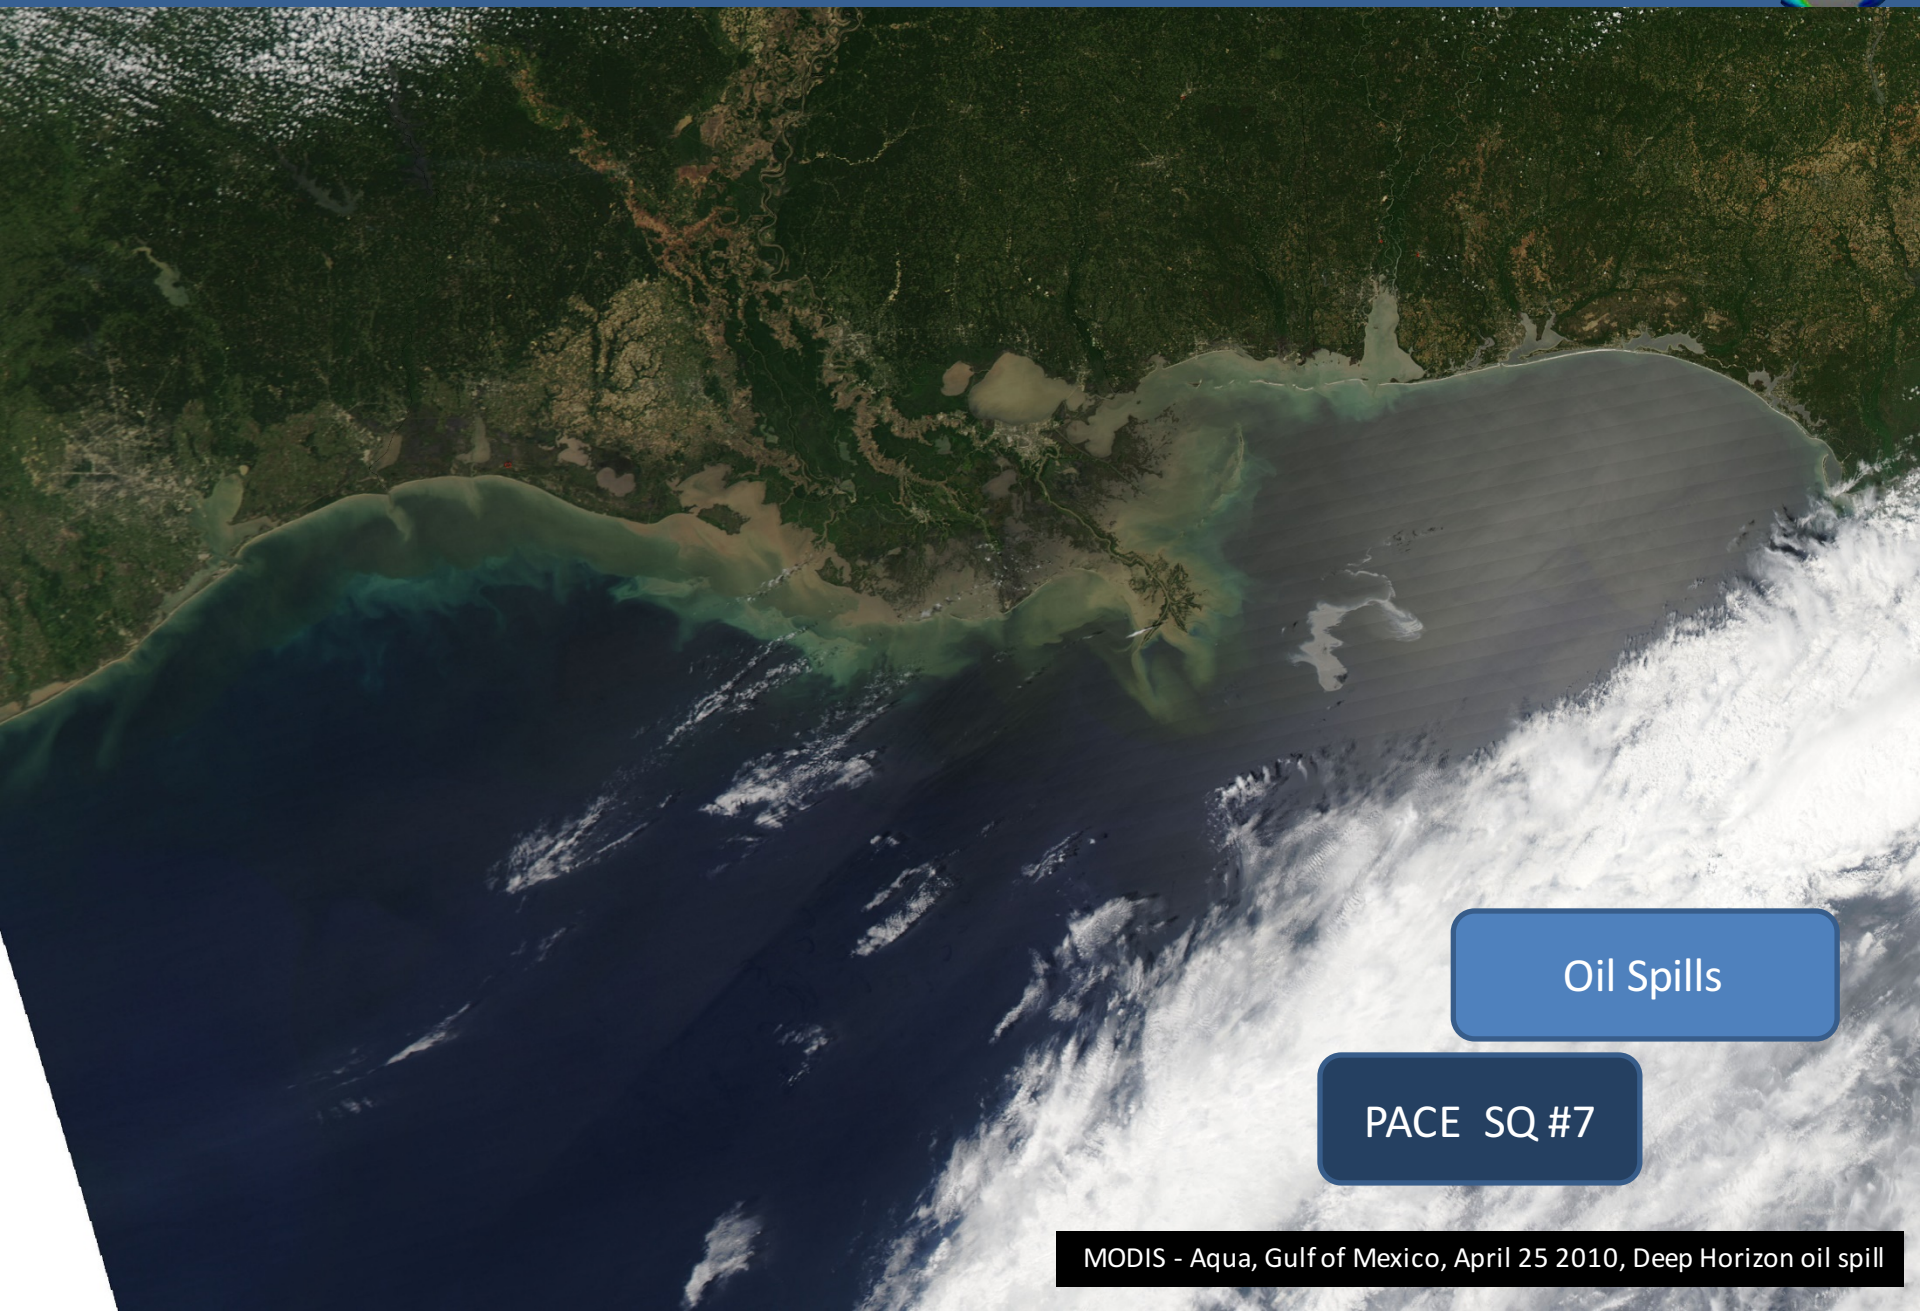 Oil Spills
PACE SQ #7
MODIS - Aqua, Gulf of Mexico, April 25 2010, Deep Horizon oil spill